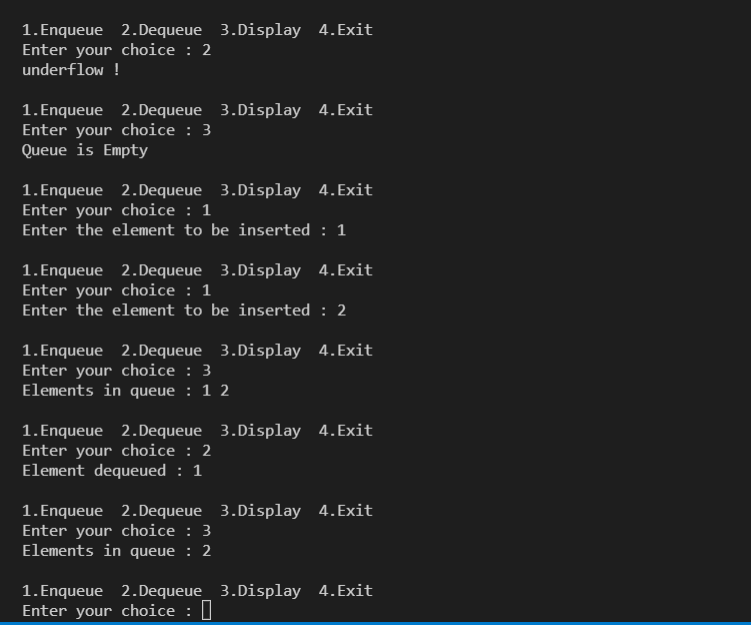 1.Enqueue  2.Dequeue  3.Display  4.Exit
Enter your choice : 2
underflow !
1.Enqueue  2.Dequeue  3.Display  4.Exit
Enter your choice : 3
Queue is Empty
1.Enqueue  2.Dequeue  3.Display  4.Exit
Enter your choice : 1
Enter the element to be inserted : 1
1.Enqueue  2.Dequeue  3.Display  4.Exit
Enter your choice : 1
Enter the element to be inserted : 2
1.Enqueue  2.Dequeue  3.Display  4.Exit
Enter your choice : 3
Elements in queue : 1 2
1.Enqueue  2.Dequeue  3.Display  4.Exit
Enter your choice : 2
Element dequeued : 1
1.Enqueue  2.Dequeue  3.Display  4.Exit
Enter your choice : 3
Elements in queue : 2
1.Enqueue  2.Dequeue  3.Display  4.Exit
Enter your choice :